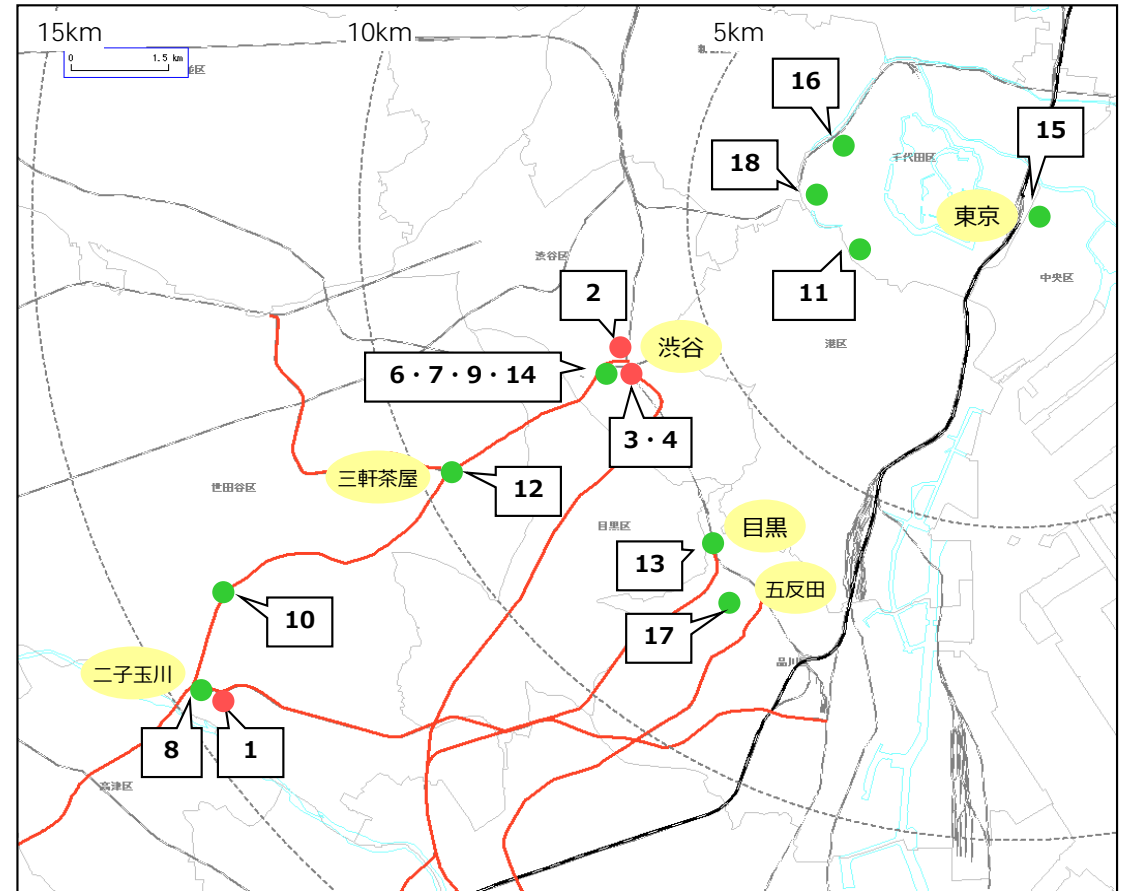 15km
10km
5km
0 1.5 km
16
15
千代田区
18
東京
渋谷区
中央区
2
11
渋谷
港区
6・7・9・14
3・4
三軒茶屋
12
世田谷区
目黒区
目黒
13
五反田
10
17
二子玉川
品川
8
1
高津区